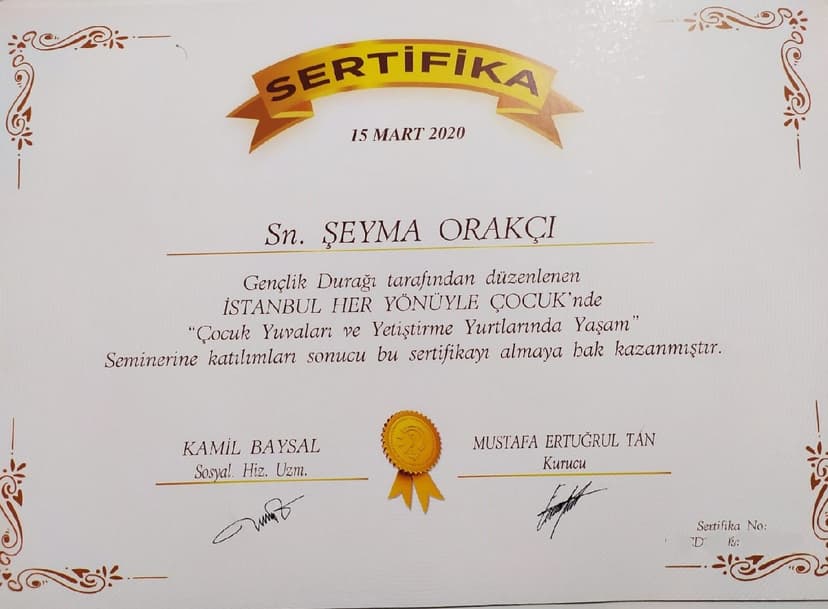 SERTİFİKA
15 MART 2020
Sn. ŞEYMA ORAKÇI
Gençlik Durağı tarafından düzenlenen
İSTANBUL HER YÖNÜYLE ÇOCUK'nde
"Çocuk Yuvaları ve Yetiştirme Yurtlarında Yaşam"
Seminerine katılımları sonucu bu sertifikayı almaya hak kazanmıştır.
KAMİL BAYSAL
Sosyal. Hiz. Uzm.
MUSTAFA ERTUĞRUL TAN
Kurucu
Sertifika No: